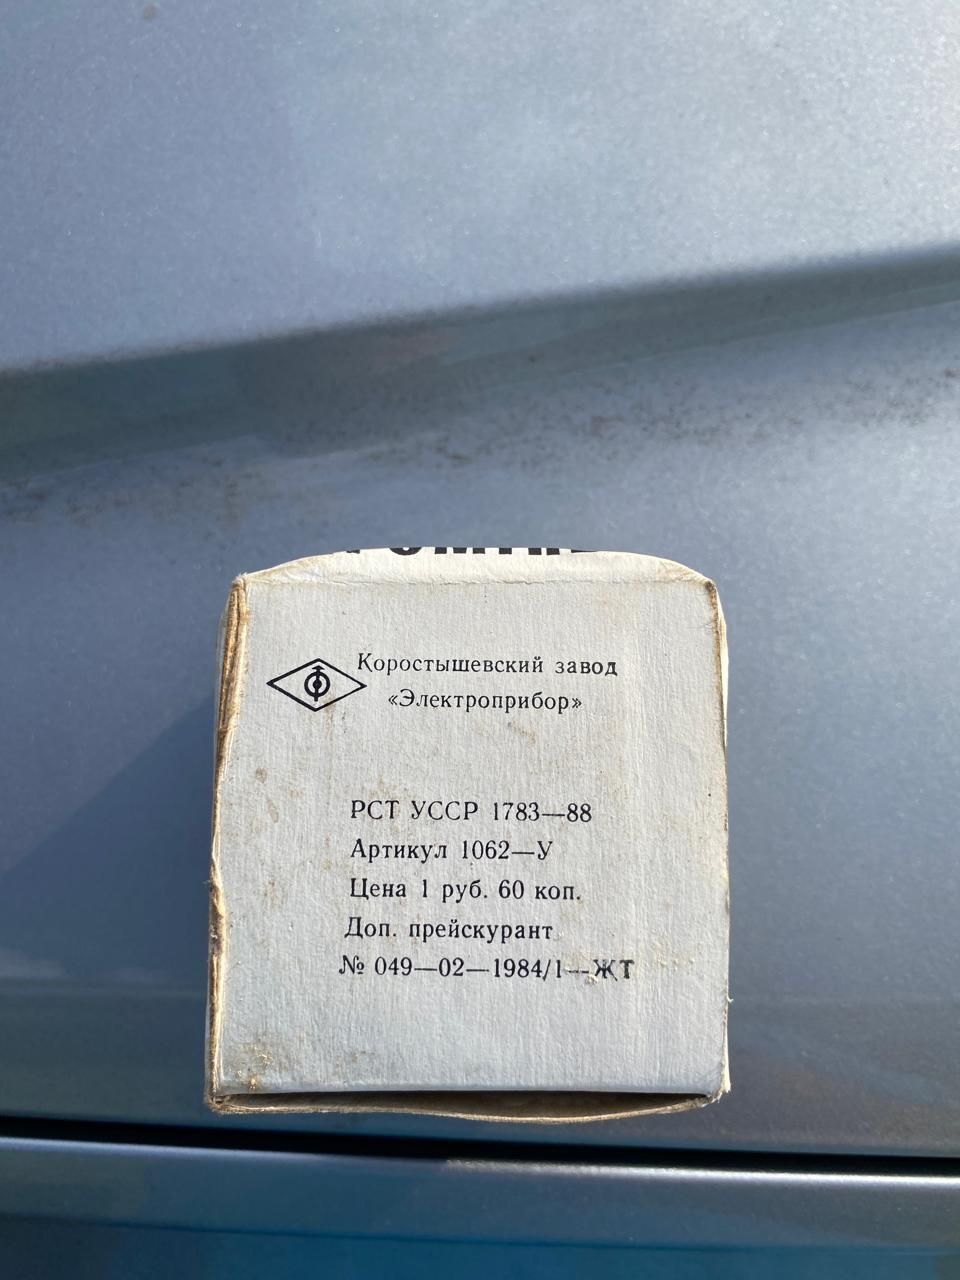 Коростышевский завод
«Электроприбор»
РСТ УССР 1783—88
Артикул 1062—У
Цена 1 руб. 60 коп.
Доп. прейскурант
№ 049—02—1984/1—ЖТ